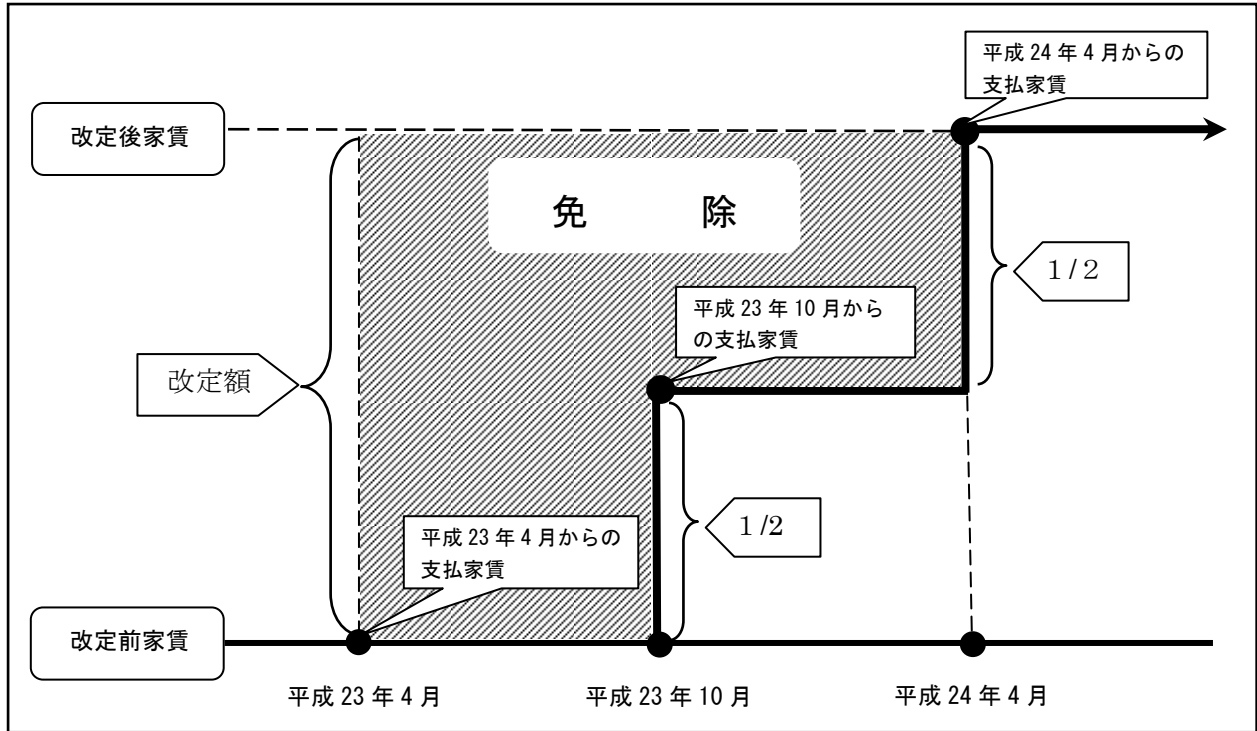 平成 24 年 4 月からの
支払家賃
改定後家賃
免 除
1/2
平成 23 年 10 月から
の支払家賃
改定額
1/2
平成 23 年 4 月からの
支払家賃
改定前家賃
平成 23 年 4 月
平成 23 年 10 月
平成 24 年 4 月